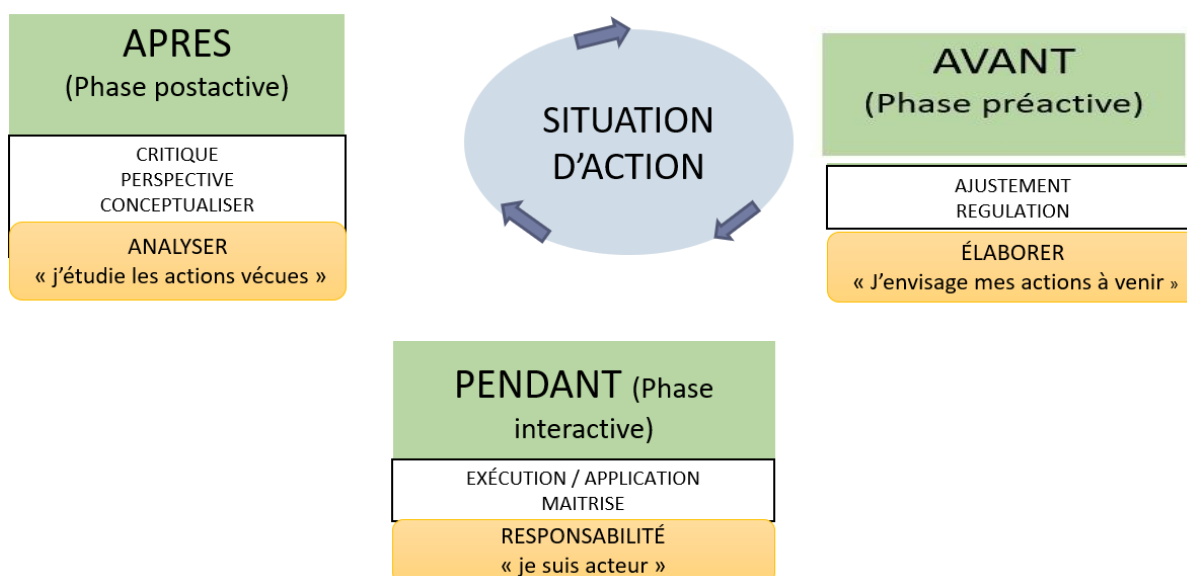 APRES
(Phase postactive)
CRITIQUE
PERSPECTIVE
CONCEPTUALISER
ANALYSER
« j’étudie les actions vécues »
SITUATION
D’ACTION
AVANT
(Phase préactive)
AJUSTEMENT
REGULATION
ÉLABORER
« J’envisage mes actions à venir »
PENDANT (Phase
interactive)
EXÉCUTION / APPLICATION
MAITRISE
RESPONSABILITÉ
« je suis acteur »